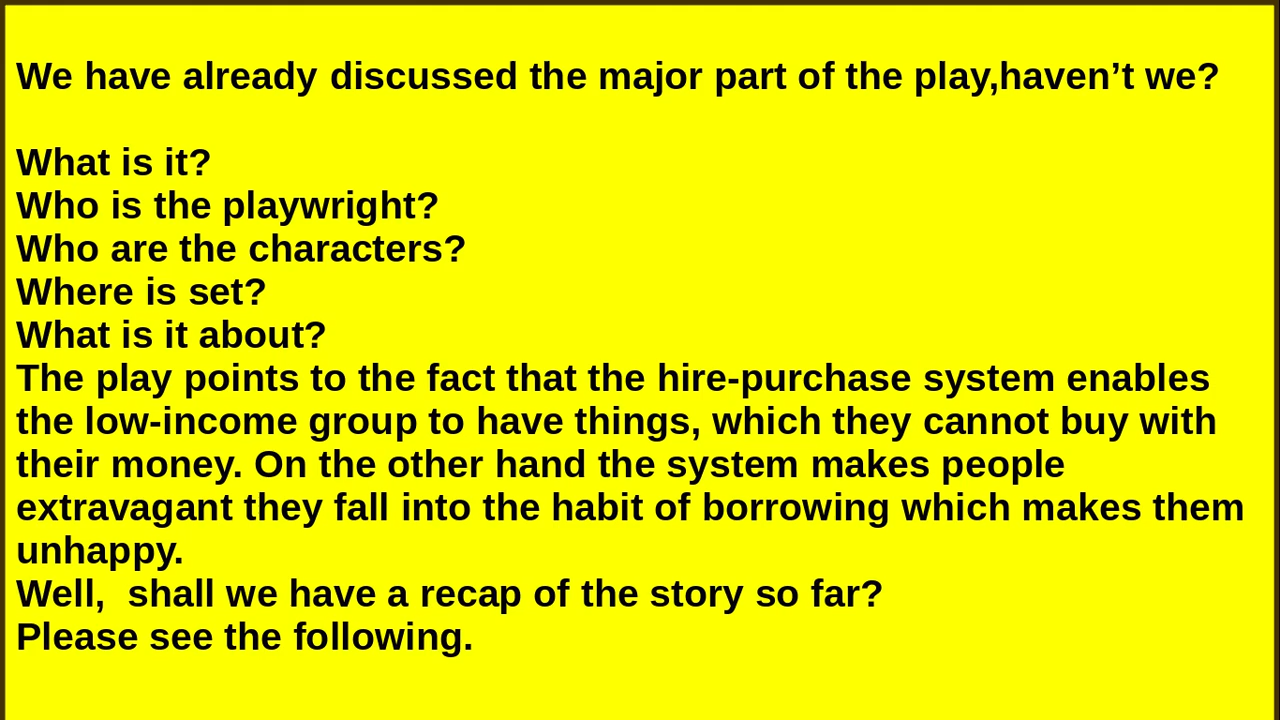 We have already discussed the major part of the play,haven’t we?
What is it?
Who is the playwright?
Who are the characters?
Where is set?
What is it about?
The play points to the fact that the hire-purchase system enables
the low-income group to have things, which they cannot buy with
their money. On the other hand the system makes people
extravagant they fall into the habit of borrowing which makes them
unhappy.
Well,  shall we have a recap of the story so far?
Please see the following.